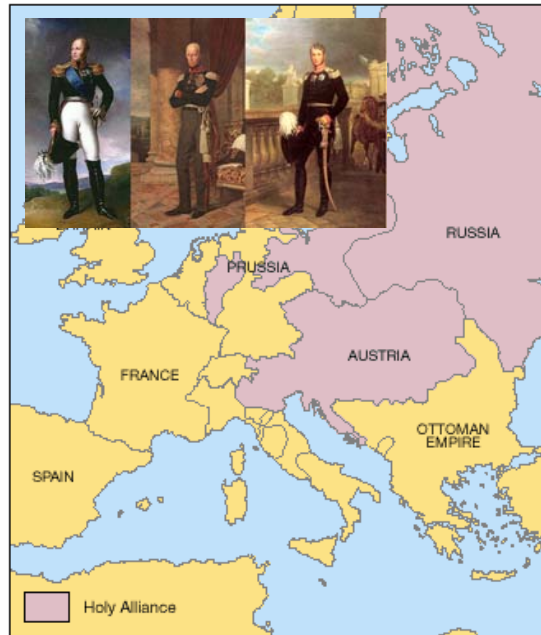 RUSSIA
PRUSSIA
AUSTRIA
FRANCE
OTTOMAN
EMPIRE
SPAIN
Holy Alliance